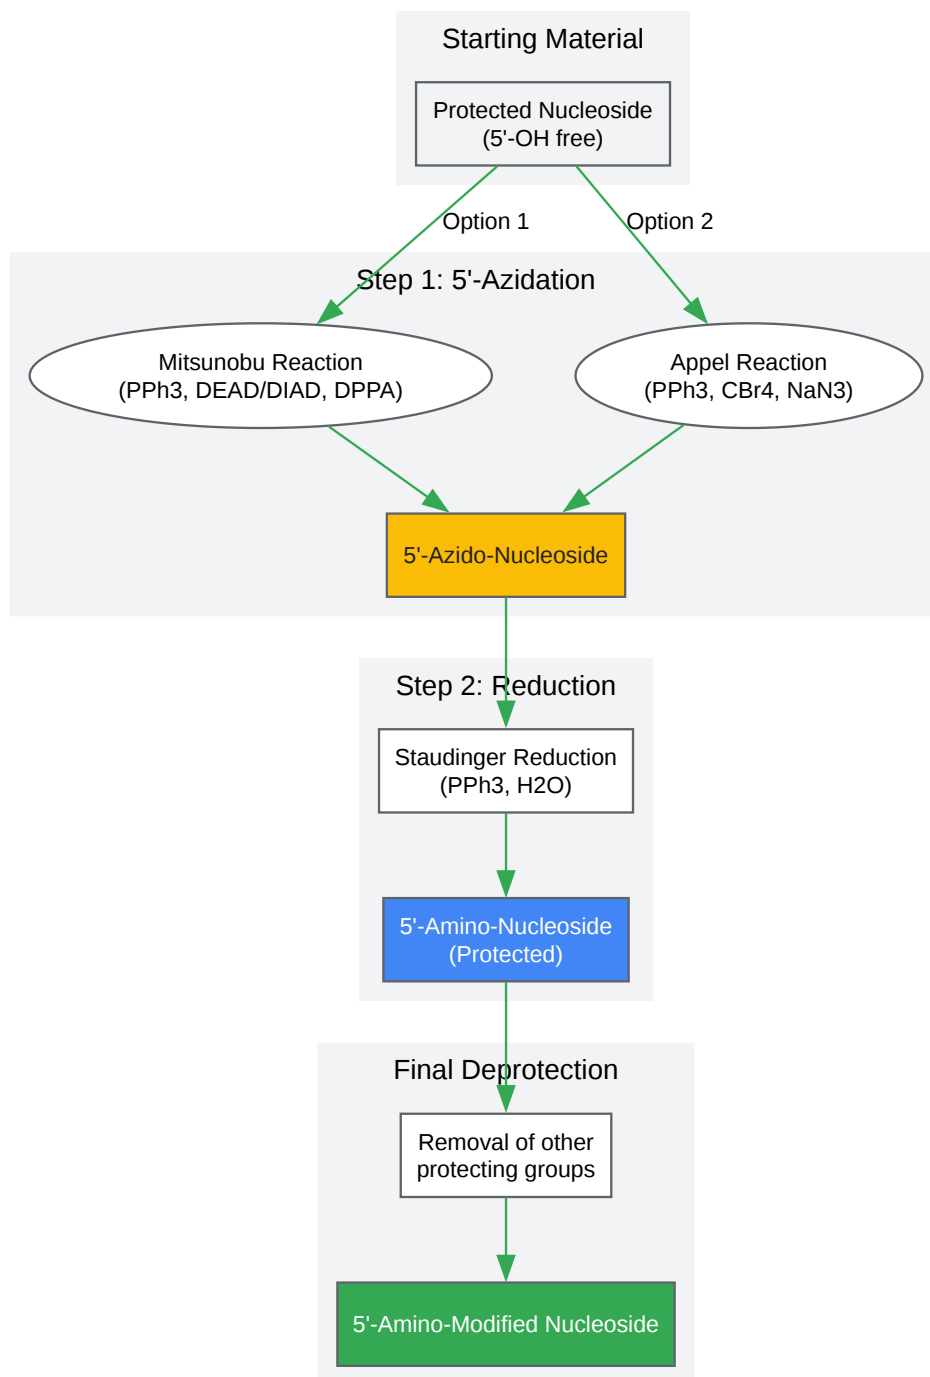 Starting Material
Protected Nucleoside
(5'-OH free)
Option 1
Option 2
Step 1: 5'-Azidation
Mitsunobu Reaction
(PPh3, DEAD/DIAD, DPPA)
Appel Reaction
(PPh3, CBr4, NaN3)
5'-Azido-Nucleoside
Step 2: Reduction
Staudinger Reduction
(PPh3, H2O)
5'-Amino-Nucleoside
(Protected)
Final Deprotection
Removal of other
protecting groups
5'-Amino-Modified Nucleoside